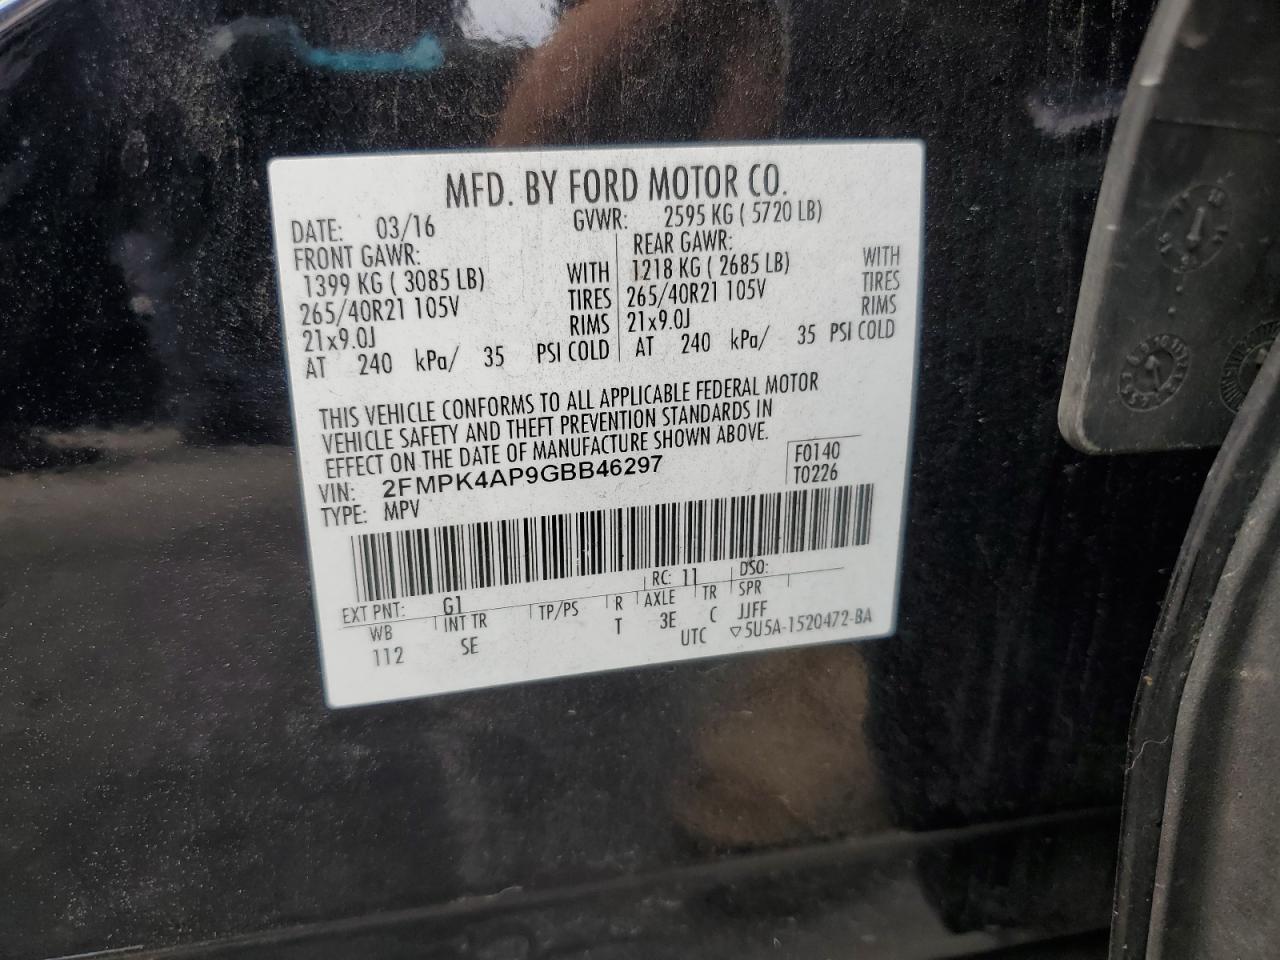 MFD. BY FORD MOTOR CO.
DATE: 03/16 GVWR: 2595 KG ( 5720 LB)
FRONT GAWR: REAR GAWR:
1399 KG ( 3085 LB) WITH 1218 KG ( 2685 LB) WITH
265/40R21 105V TIRES 265/40R21 105V TIRES
21x9.0J RIMS 21x9.0J RIMS
AT 240 kPa/ 35 PSI COLD AT 240 kPa/ 35 PSI COLD
THIS VEHICLE CONFORMS TO ALL APPLICABLE FEDERAL MOTOR
VEHICLE SAFETY AND THEFT PREVENTION STANDARDS IN
EFFECT ON THE DATE OF MANUFACTURE SHOWN ABOVE.
VIN: 2FMPK4AP9GBB46297 F0140
TYPE: MPV T0226
EXT PNT: G1 RC: 11 DSO:
WB INT TR TP/PS R AXLE TR SPR
112 SE T 3E C JJFF
UTC ▽5U5A-1520472-BA